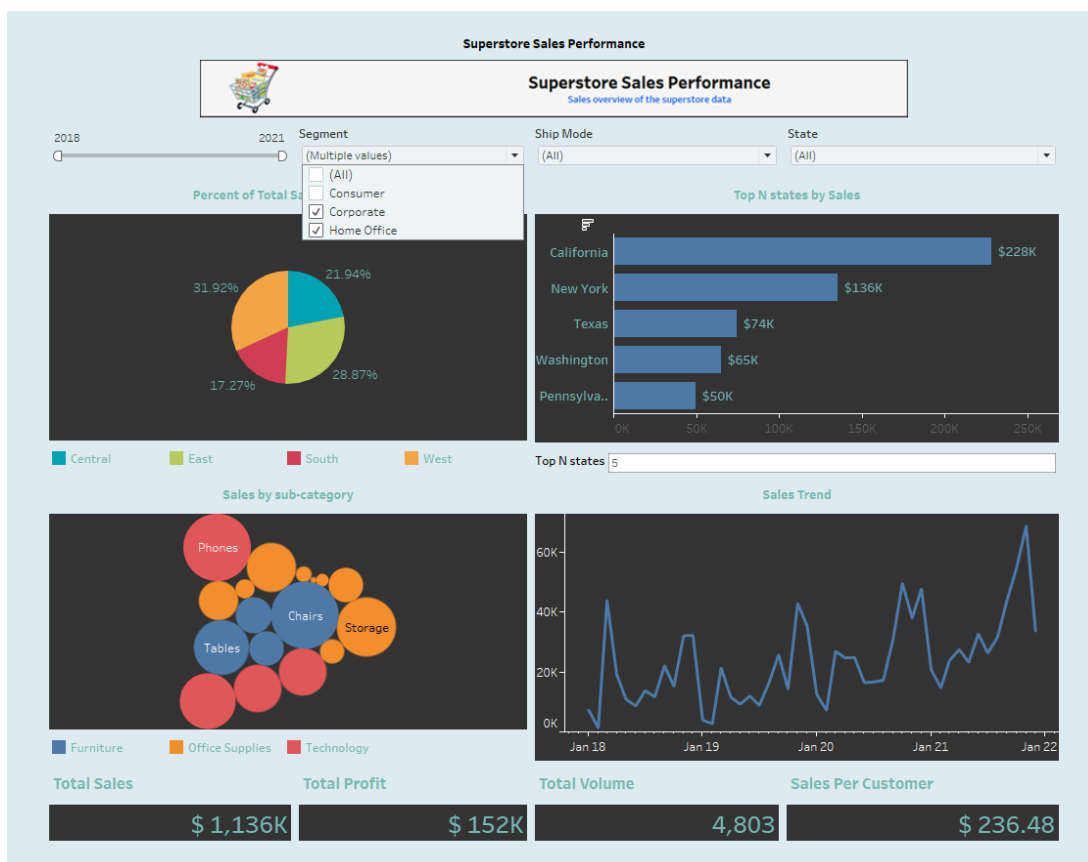 Superstore Sales Performance
Superstore Sales Performance
Sales overview of the superstore data
2018
2021
Segment
(Multiple values)
(All)
Consumer
Corporate
Home Office
Ship Mode
(All)
State
(All)
Percent of Total Sa
21.94%
31.92%
28.87%
17.27%
Central
East
South
West
Top N states by Sales
California
$228K
New York
$136K
Texas
$74K
Washington
$65K
Pennsylva..
$50K
0K
50K
100K
150K
200K
250K
Top N states
5
Sales by sub-category
Phones
Chairs
Storage
Tables
Furniture
Office Supplies
Technology
Sales Trend
60K
40K
20K
0K
Jan 18
Jan 19
Jan 20
Jan 21
Jan 22
Total Sales
$ 1,136K
Total Profit
$ 152K
Total Volume
4,803
Sales Per Customer
$ 236.48